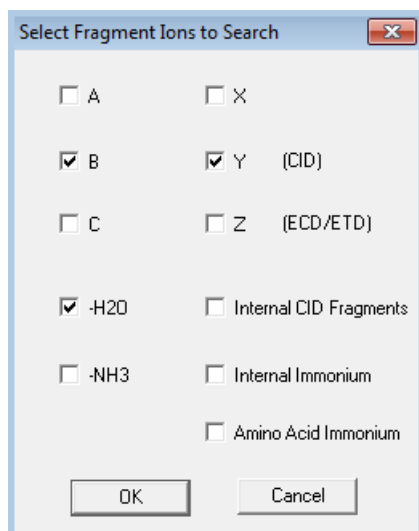 Select Fragment Ions to Search
A X
B Y (CID)
C Z (ECD/ETD)
-H2O Internal CID Fragments
-NH3 Internal Immonium
Amino Acid Immonium
OK Cancel